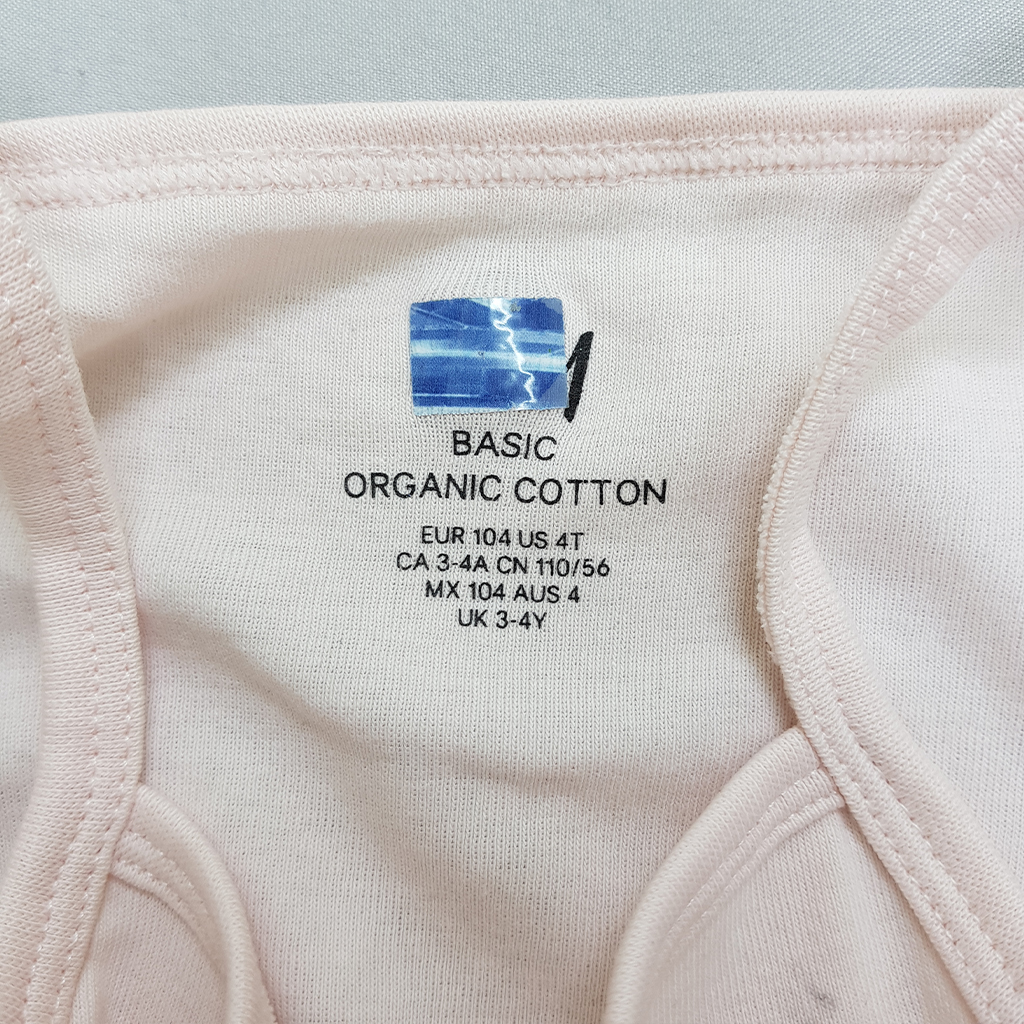 BASIC
ORGANIC COTTON
EUR 104 US 4T
CA 3-4A CN 110/56
MX 104 AUS 4
UK 3-4Y